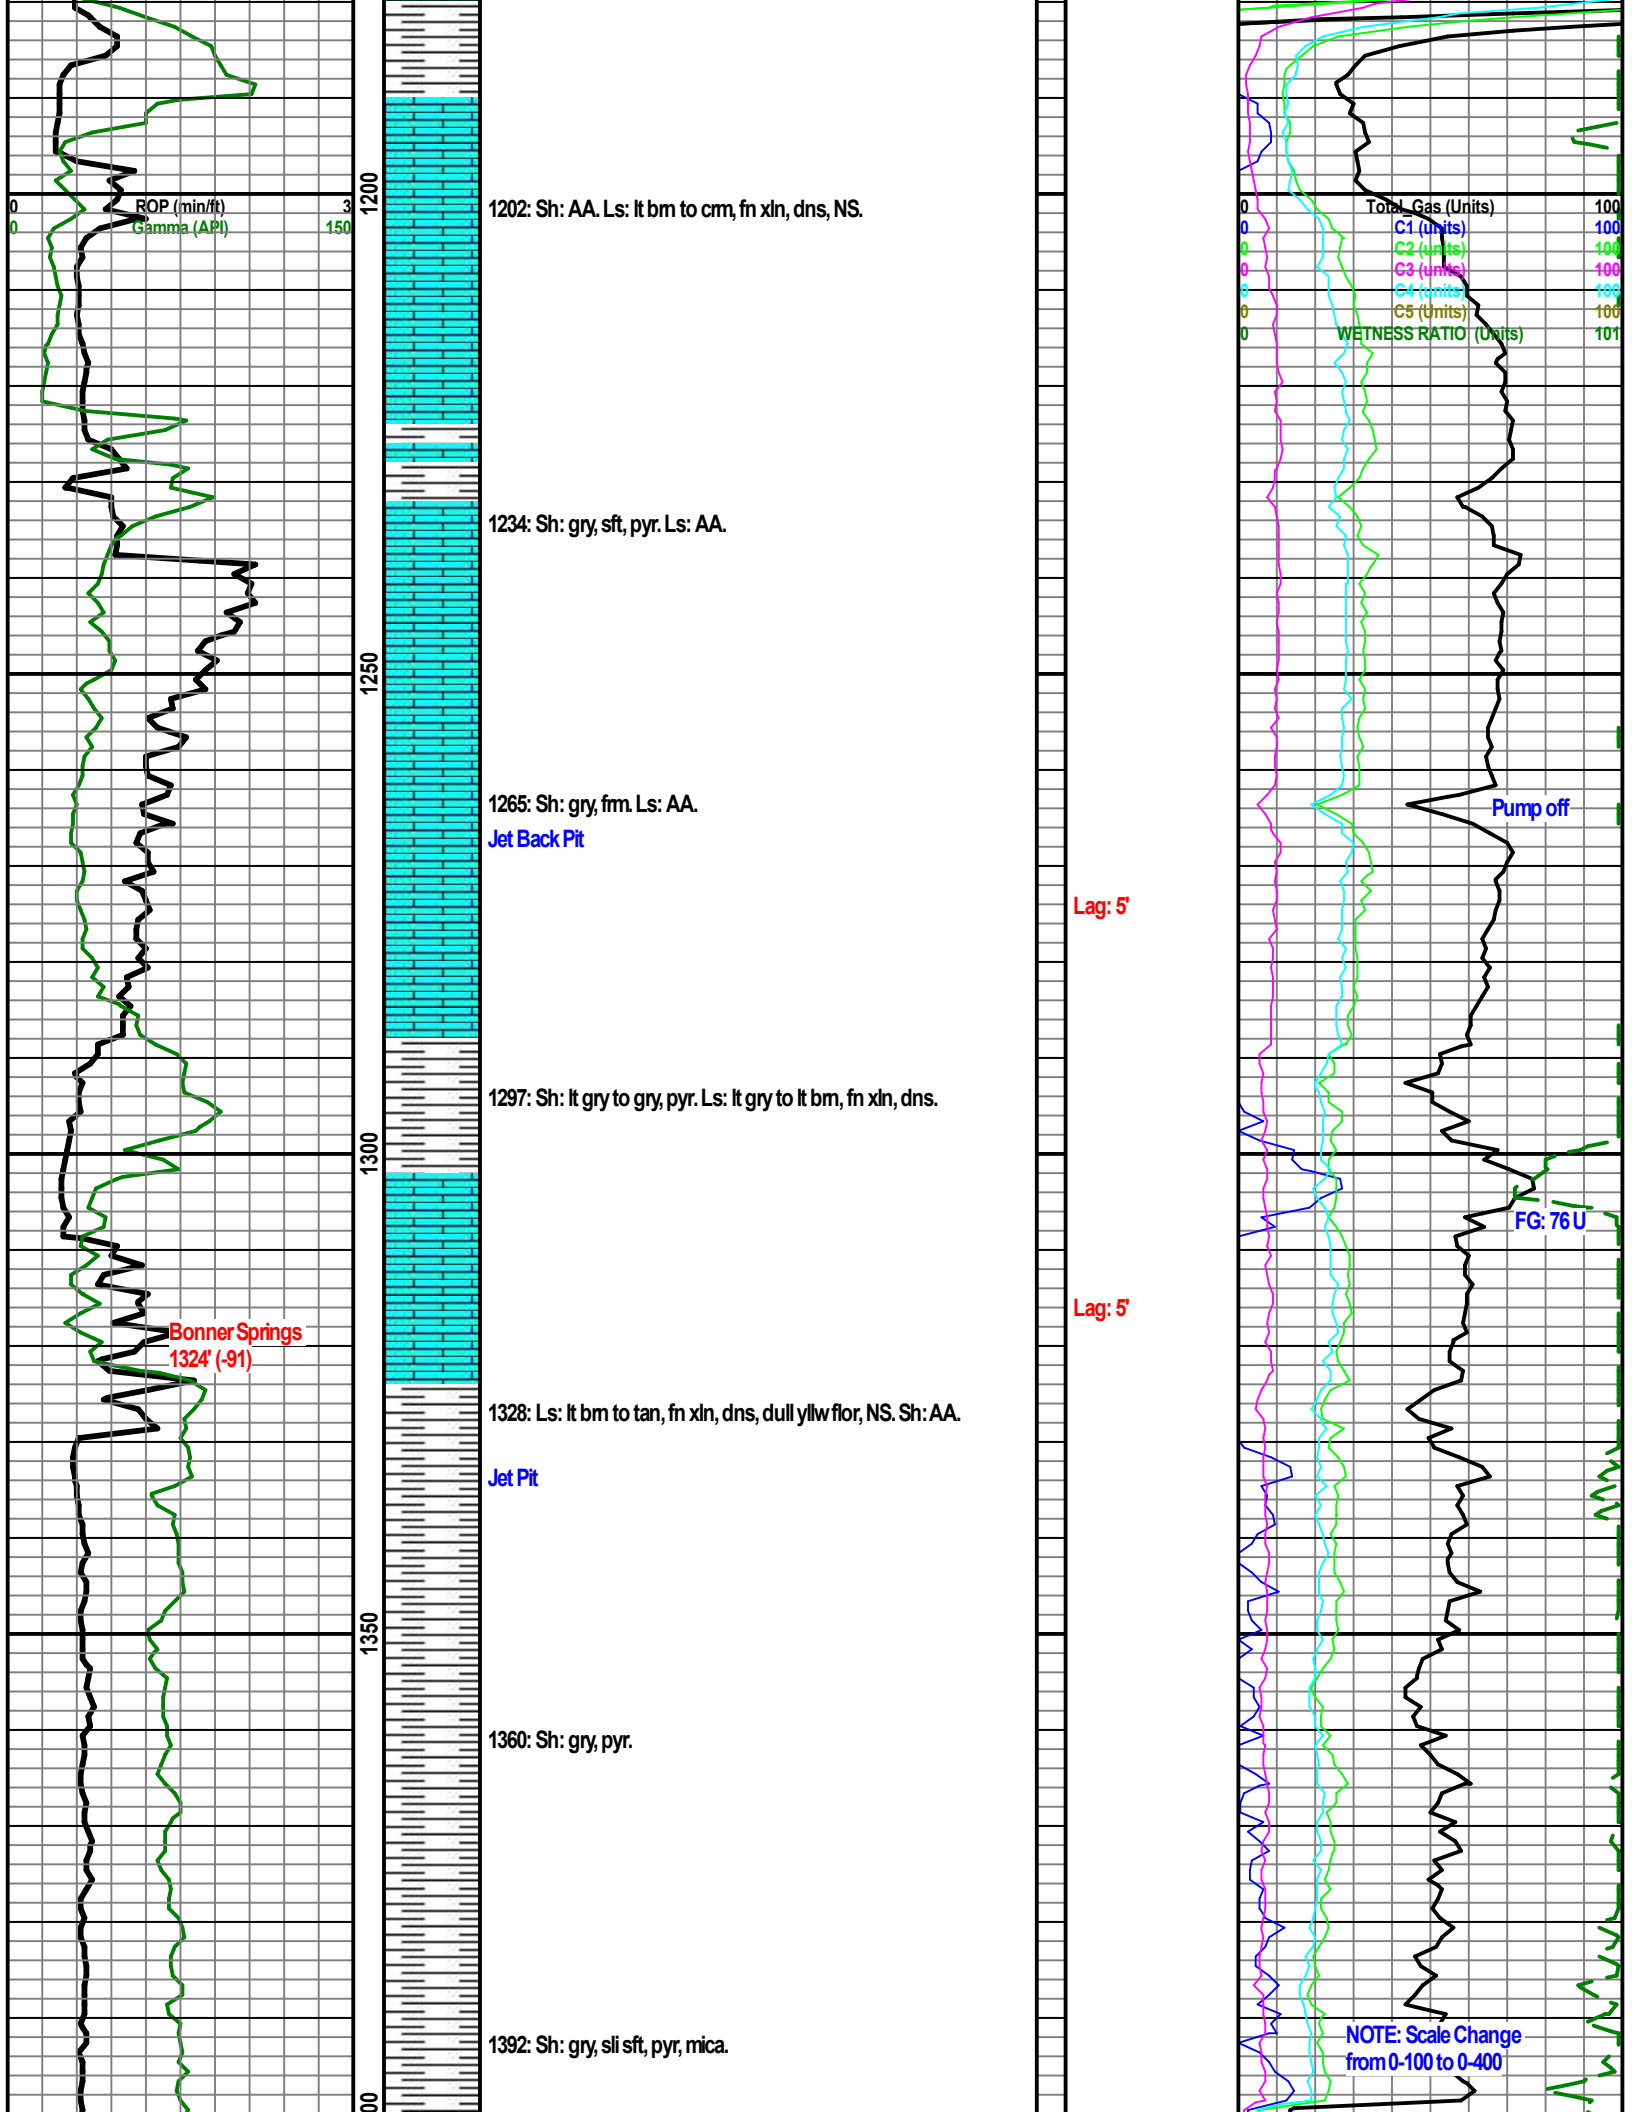 1200
0 ROP (min/ft) 3
0 Gamma (API) 150
1202: Sh: AA. Ls: lt brn to crm, fn xln, dns, NS.
0 Total_Gas (Units) 100
0 C1 (units) 100
0 C2 (units) 100
0 C3 (units) 100
0 C4 (units) 100
0 C5 (Units) 100
0 WETNESS RATIO (Units) 101
1234: Sh: gry, sft, pyr. Ls: AA.
1250
1265: Sh: gry, frm. Ls: AA.
Pump off
Jet Back Pit
Lag: 5'
1297: Sh: lt gry to gry, pyr. Ls: lt gry to lt brn, fn xln, dns.
1300
FG: 76 U
Lag: 5'
Bonner Springs
1324' (-91)
1328: Ls: lt brn to tan, fn xln, dns, dull yllw flor, NS. Sh: AA.
Jet Pit
1350
1360: Sh: gry, pyr.
NOTE: Scale Change
from 0-100 to 0-400
1392: Sh: gry, sli sft, pyr, mica.